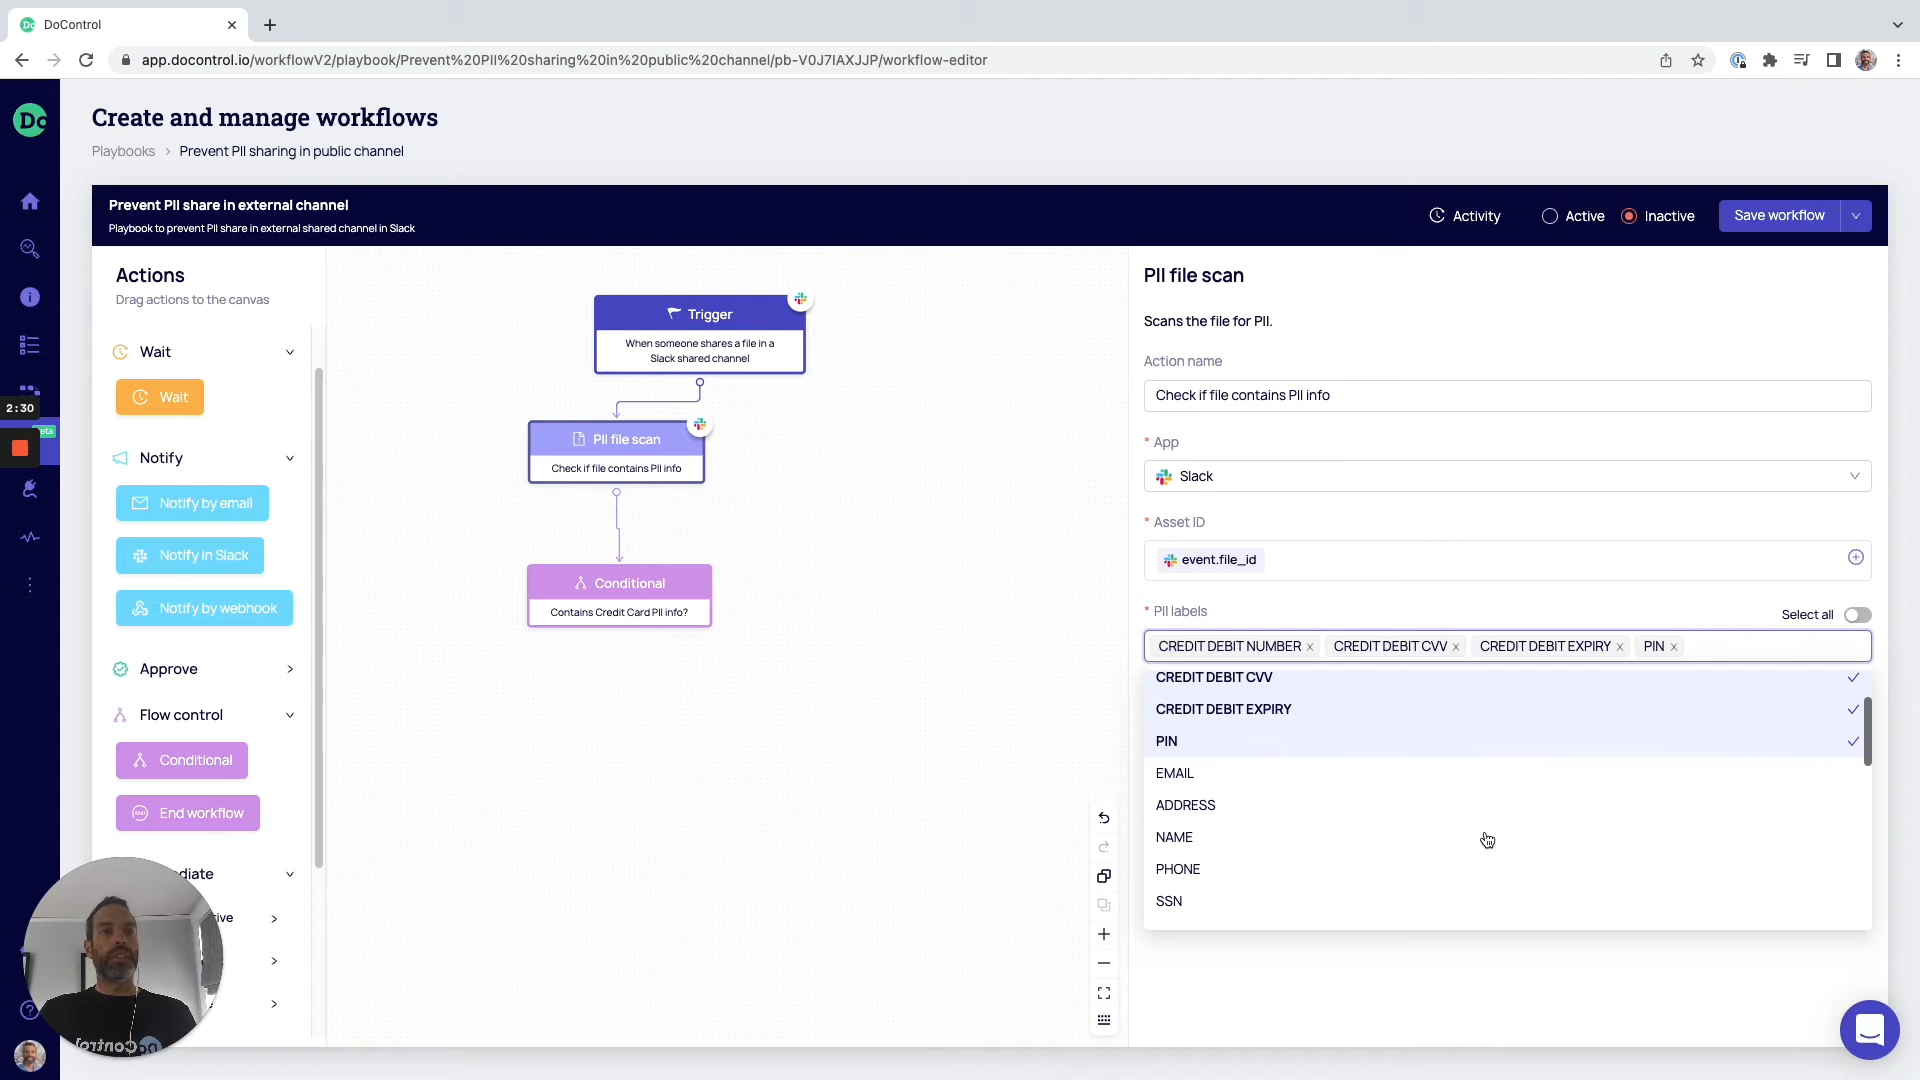 DoControl
app.docontrol.io/workflowV2/playbook/Prevent%20PII%20sharing%20in%20public%20channel/pb-V0J7IAXJJP/workflow-editor
Do
Create and manage workflows
Playbooks > Prevent PII sharing in public channel
Prevent PII share in external channel
Playbook to prevent PII share in external shared channel in Slack
Activity
Active
Inactive
Save workflow
2:30
Actions
Drag actions to the canvas
Wait
Wait
Notify
Notify by email
Notify in Slack
Notify by webhook
Approve
Flow control
Conditional
End workflow
Trigger
When someone shares a file in a
Slack shared channel
PII file scan
Check if file contains PII info
Conditional
Contains Credit Card PII info?
PII file scan
Scans the file for PII.
Action name
Check if file contains PII info
* App
Slack
* Asset ID
event.file_id
* PII labels
Select all
CREDIT DEBIT NUMBER CREDIT DEBIT CVV CREDIT DEBIT EXPIRY PIN
CREDIT DEBIT CVV
CREDIT DEBIT EXPIRY
PIN
EMAIL
ADDRESS
NAME
PHONE
SSN